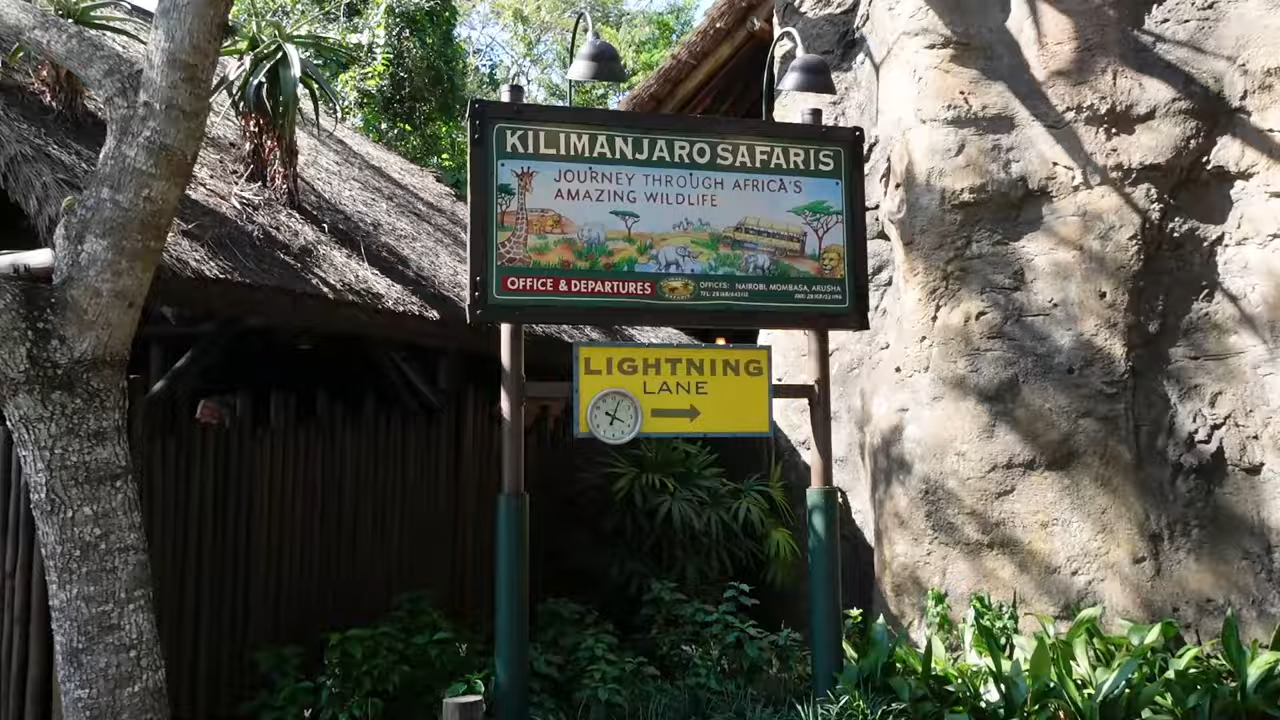 KILIMANJARO SAFARIS
JOURNEY THROUGH AFRICA'S
AMAZING WILDLIFE
OFFICE & DEPARTURES
OFFICES: NAIROBI, MOMBASA, ARUSHA
LIGHTNING
LANE